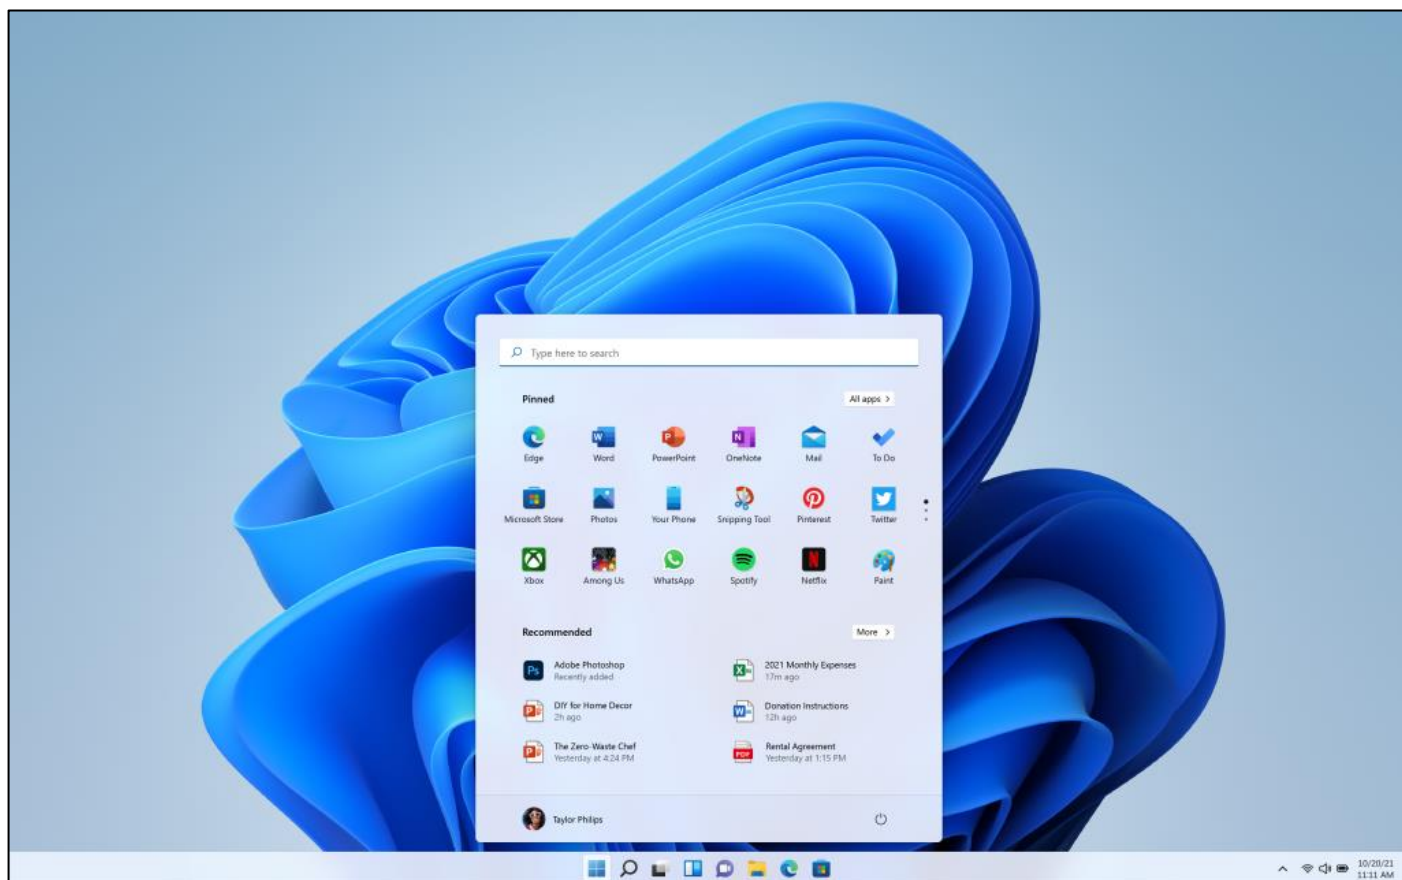 Type here to search
Pinned
All apps >
Edge
Word
PowerPoint
OneNote
Mail
To Do
Microsoft Store
Photos
Your Phone
Snipping Tool
Pinterest
Twitter
Xbox
Among Us
WhatsApp
Spotify
Netflix
Paint
Recommended
More >
Adobe Photoshop
Recently added
2021 Monthly Expenses
17m ago
DIY for Home Decor
2h ago
Donation Instructions
12h ago
The Zero-Waste Chef
Yesterday at 4:24 PM
Rental Agreement
Yesterday at 1:15 PM
Taylor Philips
10/20/21
11:11 AM